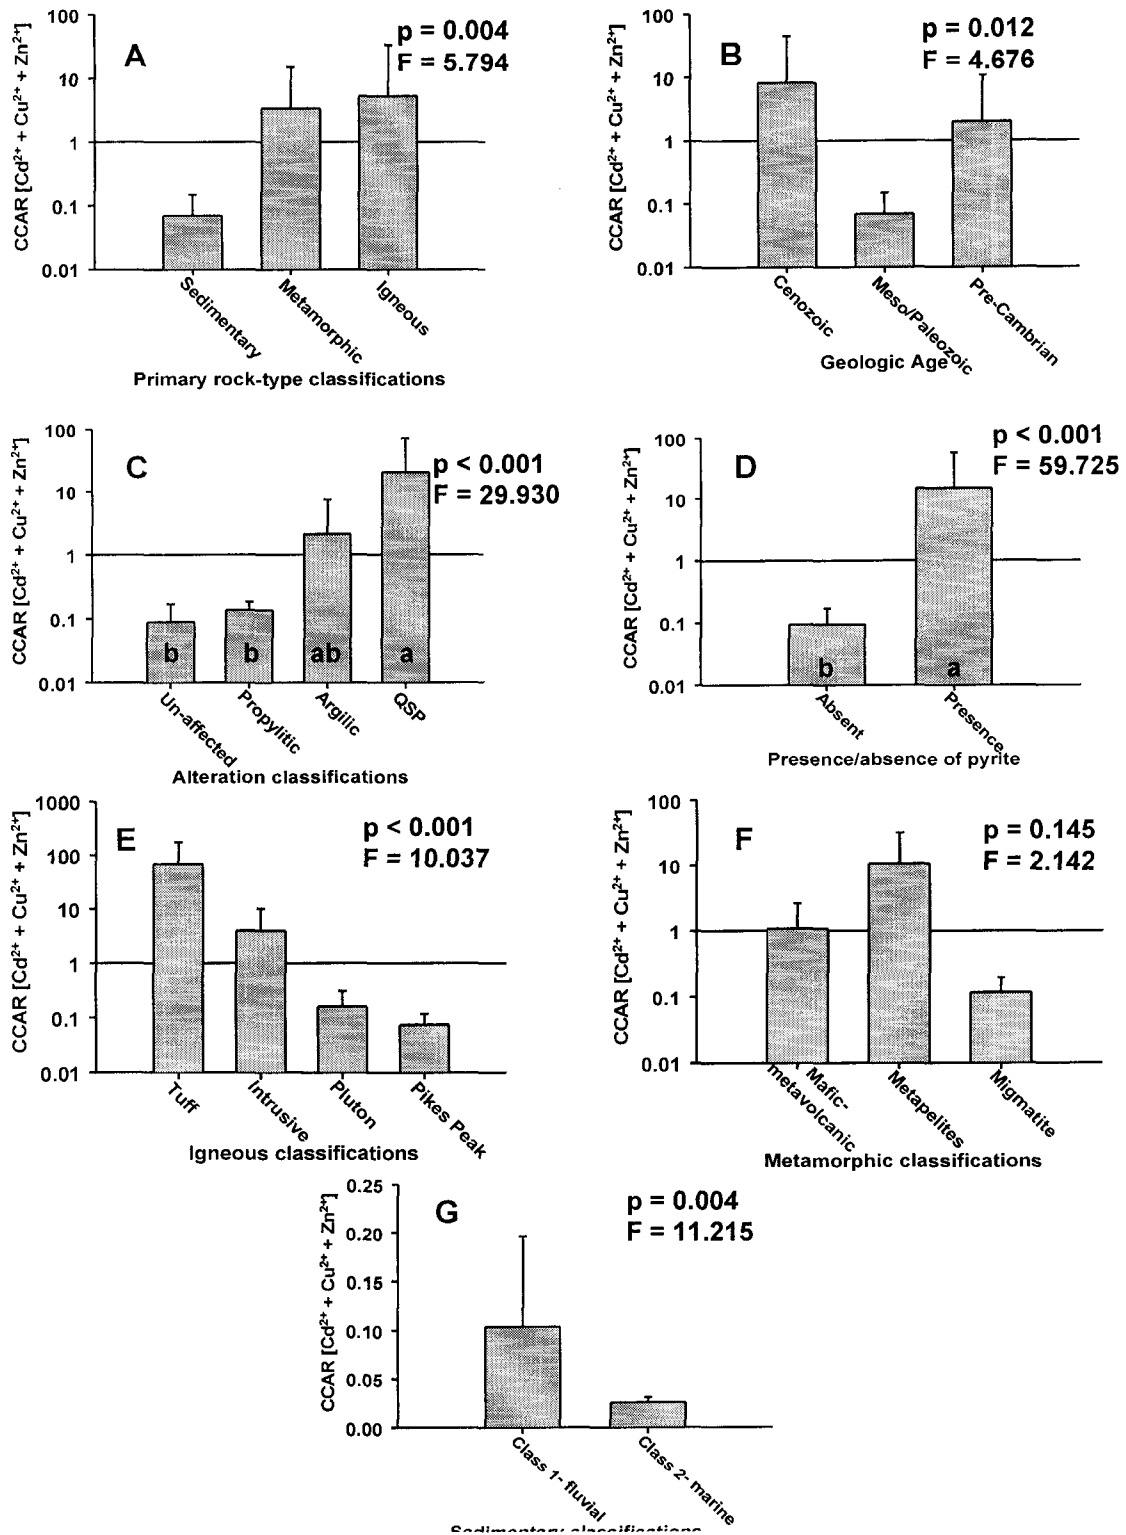 A
p = 0.004
F = 5.794
CCAR [Cd²⁺ + Cu²⁺ + Zn²⁺]
100
10
1
0.1
0.01
Sedimentary
Metamorphic
Igneous
Primary rock-type classifications
B
p = 0.012
F = 4.676
CCAR [Cd²⁺ + Cu²⁺ + Zn²⁺]
100
10
1
0.1
0.01
Cenozoic
Meso/Paleozoic
Pre-Cambrian
Geologic Age
C
p < 0.001
F = 29.930
CCAR [Cd²⁺ + Cu²⁺ + Zn²⁺]
100
10
1
0.1
0.01
b
b
ab
a
Un-affected
Propylitic
Argilic
QSP
Alteration classifications
D
p < 0.001
F = 59.725
CCAR [Cd²⁺ + Cu²⁺ + Zn²⁺]
100
10
1
0.1
0.01
b
a
Absent
Presence
Presence/absence of pyrite
E
p < 0.001
F = 10.037
CCAR [Cd²⁺ + Cu²⁺ + Zn²⁺]
1000
100
10
1
0.1
0.01
Tuff
Intrusive
Pluton
Pikes Peak
Igneous classifications
F
p = 0.145
F = 2.142
CCAR [Cd²⁺ + Cu²⁺ + Zn²⁺]
100
10
1
0.1
0.01
Mafic-
metavolcanic
Metapelites
Migmatite
Metamorphic classifications
G
p = 0.004
F = 11.215
CCAR [Cd²⁺ + Cu²⁺ + Zn²⁺]
0.25
0.20
0.15
0.10
0.05
0.00
Class 1- fluvial
Class 2- marine
Sedimentary classifications